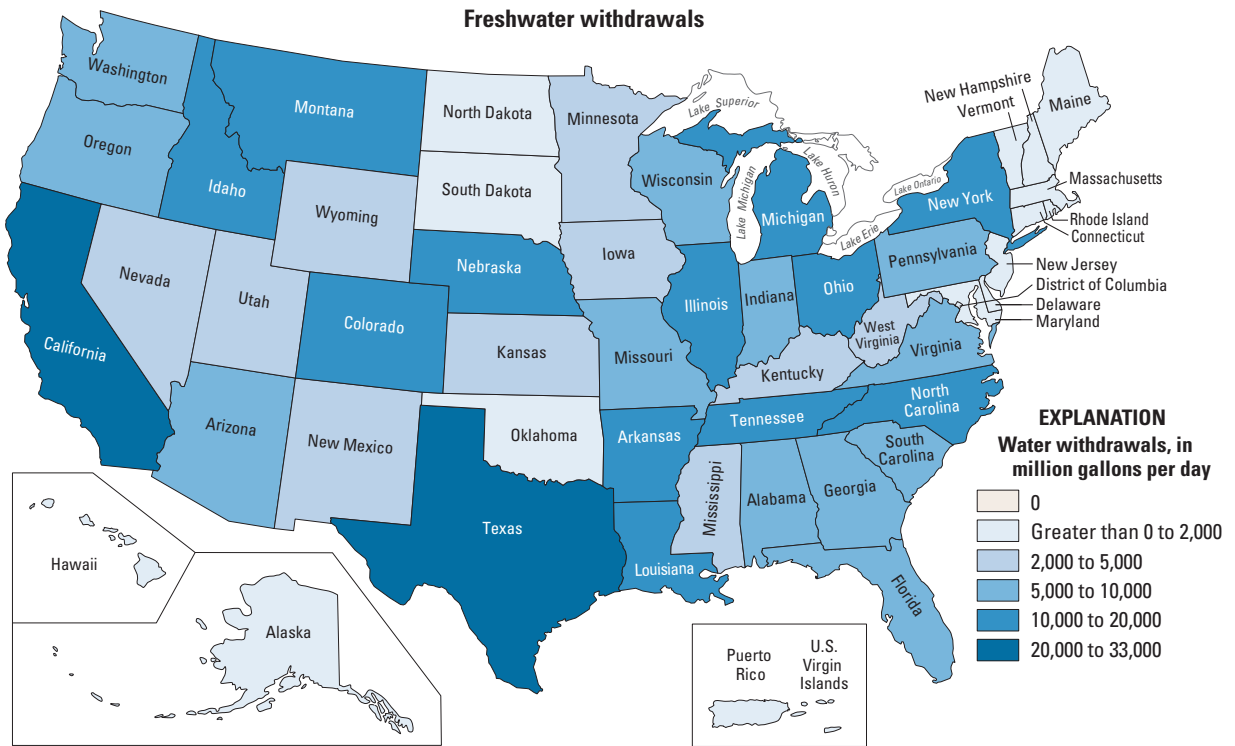 Freshwater withdrawals
Washington
Montana
North Dakota
Minnesota
Lake Superior
New Hampshire
Vermont
Maine
Oregon
Idaho
South Dakota
Wisconsin
Lake Michigan
Lake Huron
Michigan
Lake Ontario
New York
Massachusetts
Rhode Island
Connecticut
Wyoming
Lake Erie
Nebraska
Iowa
Pennsylvania
New Jersey
District of Columbia
Delaware
Maryland
Nevada
Utah
Colorado
Illinois
Indiana
Ohio
West
Virginia
Virginia
California
Kansas
Missouri
Kentucky
North
Carolina
Tennessee
Arizona
New Mexico
Oklahoma
Arkansas
South
Carolina
Mississippi
Alabama
Georgia
Texas
Louisiana
Florida
Hawaii
Alaska
Puerto
Rico
U.S.
Virgin
Islands
EXPLANATION
Water withdrawals, in
million gallons per day
0
Greater than 0 to 2,000
2,000 to 5,000
5,000 to 10,000
10,000 to 20,000
20,000 to 33,000